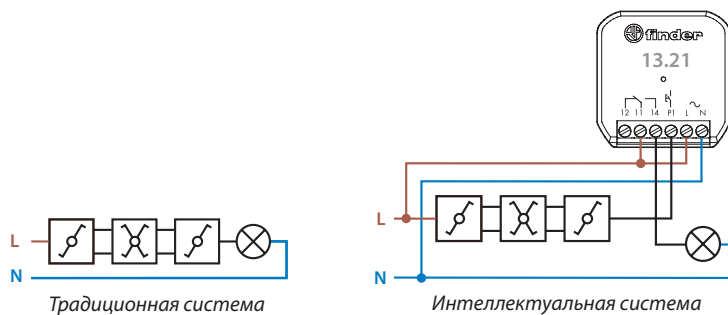 finder
13.21
12 11 14 P1 L N
L
N
L
N
Традиционная система
Интеллектуальная система